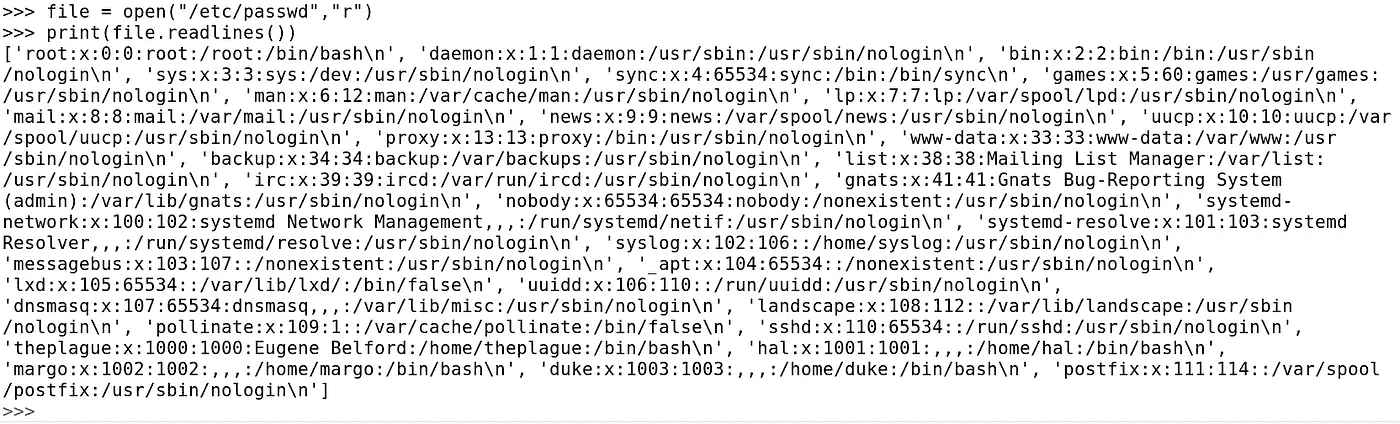 >>> file = open("/etc/passwd","r")
>>> print(file.readlines())
['root:x:0:0:root:/root:/bin/bash\n', 'daemon:x:1:1:daemon:/usr/sbin:/usr/sbin/nologin\n', 'bin:x:2:2:bin:/bin:/usr/sbin
/nologin\n', 'sys:x:3:3:sys:/dev:/usr/sbin/nologin\n', 'sync:x:4:65534:sync:/bin:/bin/sync\n', 'games:x:5:60:games:/usr/games:
/usr/sbin/nologin\n', 'man:x:6:12:man:/var/cache/man:/usr/sbin/nologin\n', 'lp:x:7:7:lp:/var/spool/lpd:/usr/sbin/nologin\n',
'mail:x:8:8:mail:/var/mail:/usr/sbin/nologin\n', 'news:x:9:9:news:/var/spool/news:/usr/sbin/nologin\n', 'uucp:x:10:10:uucp:/var
/spool/uucp:/usr/sbin/nologin\n', 'proxy:x:13:13:proxy:/bin:/usr/sbin/nologin\n', 'www-data:x:33:33:www-data:/var/www:/usr
/sbin/nologin\n', 'backup:x:34:34:backup:/var/backups:/usr/sbin/nologin\n', 'list:x:38:38:Mailing List Manager:/var/list:
/usr/sbin/nologin\n', 'irc:x:39:39:ircd:/var/run/ircd:/usr/sbin/nologin\n', 'gnats:x:41:41:Gnats Bug-Reporting System
(admin):/var/lib/gnats:/usr/sbin/nologin\n', 'nobody:x:65534:65534:nobody:/nonexistent:/usr/sbin/nologin\n', 'systemd-
network:x:100:102:systemd Network Management,,,:/run/systemd/netif:/usr/sbin/nologin\n', 'systemd-resolve:x:101:103:systemd
Resolver,,,:/run/systemd/resolve:/usr/sbin/nologin\n', 'syslog:x:102:106::/home/syslog:/usr/sbin/nologin\n',
'messagebus:x:103:107::/nonexistent:/usr/sbin/nologin\n', '_apt:x:104:65534::/nonexistent:/usr/sbin/nologin\n',
'lxd:x:105:65534::/var/lib/lxd/:/bin/false\n', 'uuidd:x:106:110::/run/uuidd:/usr/sbin/nologin\n',
'dnsmasq:x:107:65534:dnsmasq,,,:/var/lib/misc:/usr/sbin/nologin\n', 'landscape:x:108:112::/var/lib/landscape:/usr/sbin
/nologin\n', 'pollinate:x:109:1::/var/cache/pollinate:/bin/false\n', 'sshd:x:110:65534::/run/sshd:/usr/sbin/nologin\n',
'theplague:x:1000:1000:Eugene Belford:/home/theplague:/bin/bash\n', 'hal:x:1001:1001:,,,:/home/hal:/bin/bash\n',
'margo:x:1002:1002:,,,:/home/margo:/bin/bash\n', 'duke:x:1003:1003:,,,:/home/duke:/bin/bash\n', 'postfix:x:111:114::/var/spool
/postfix:/usr/sbin/nologin\n']
>>>